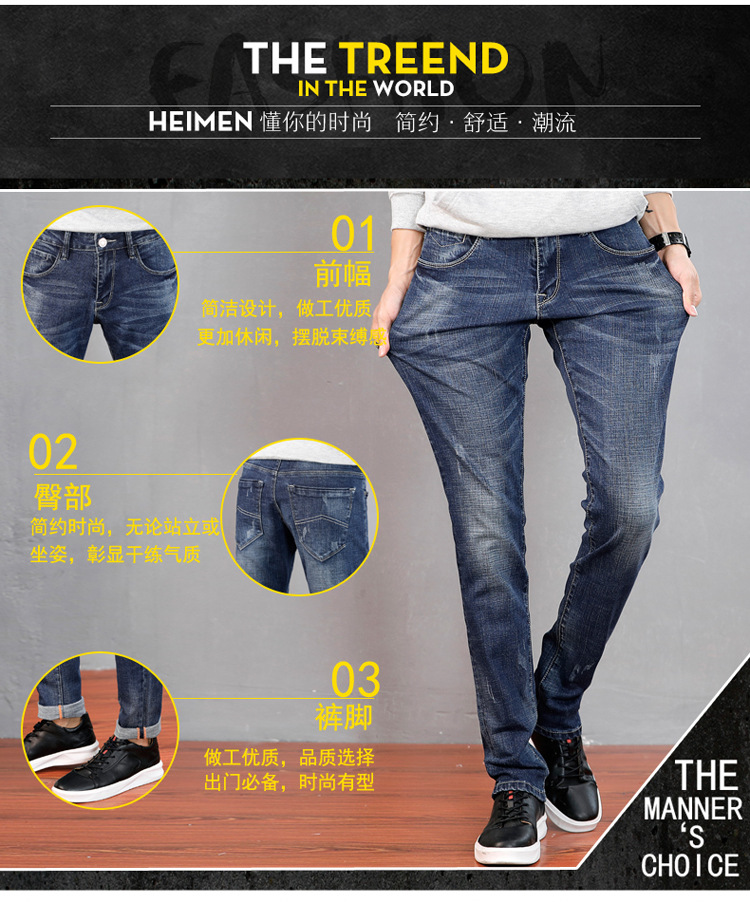 FASHION
THE TREEND
IN THE WORLD
HEIMEN 懂你的时尚 简约·舒适·潮流
01
前幅
简洁设计，做工优质
更加休闲，摆脱束缚感
02
臀部
简约时尚，无论站立或
坐姿，彰显干练气质
03
裤脚
做工优质，品质选择
出门必备，时尚有型
THE
MANNER
‘S
CHOICE